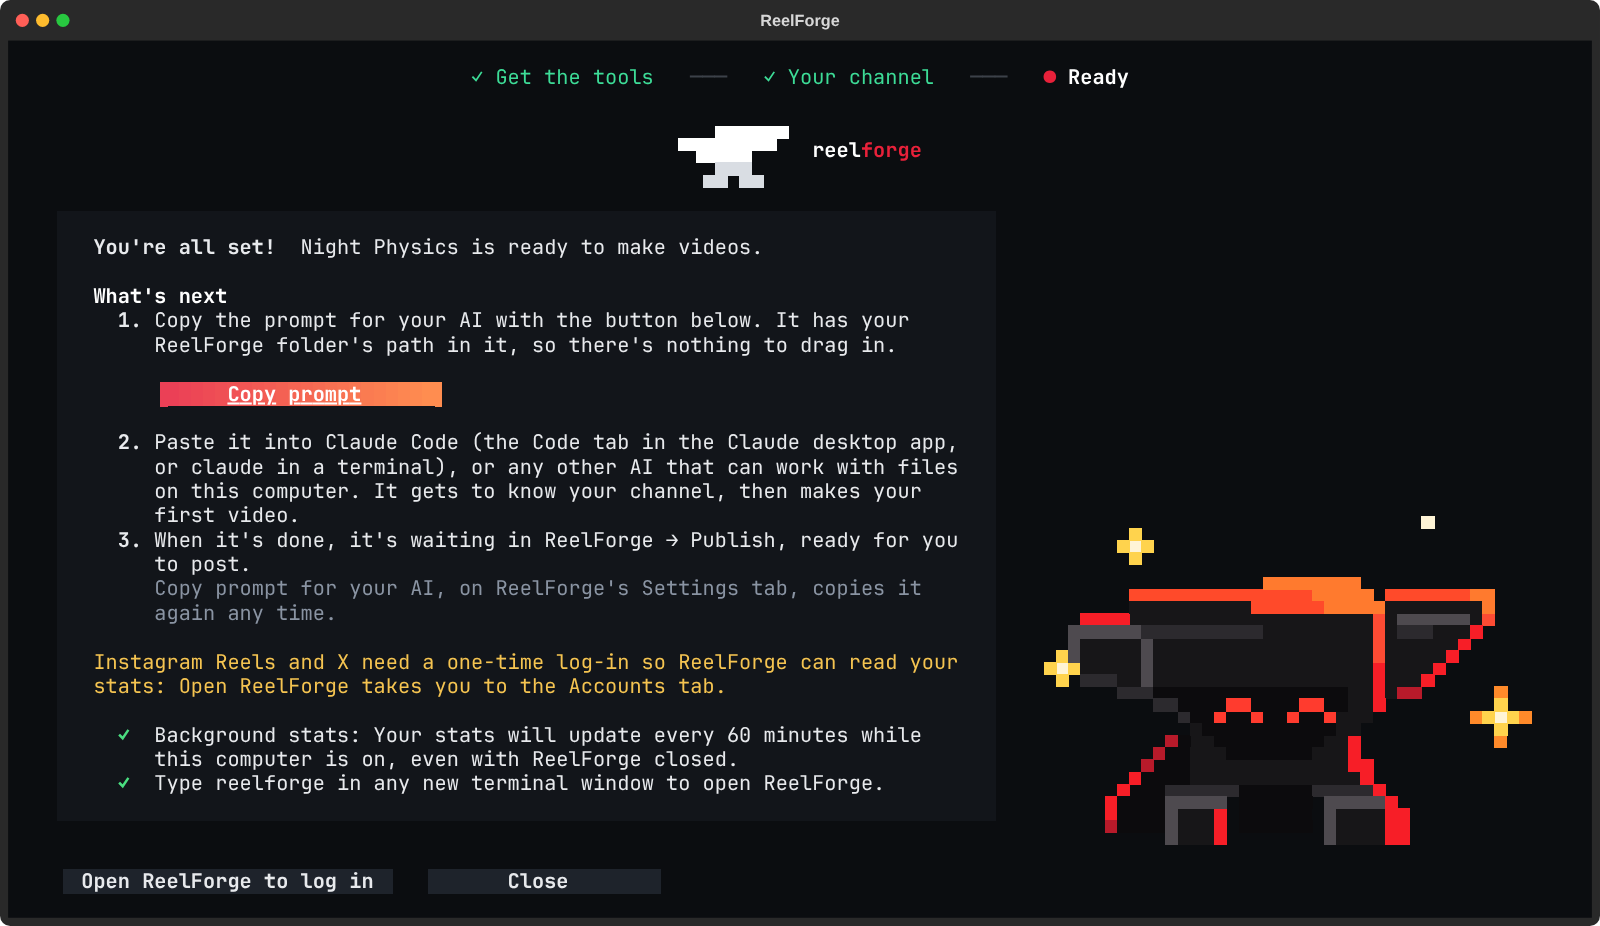 ReelForge
✓ Get the tools —— ✓ Your channel —— ● Ready
reelforge
You're all set! Night Physics is ready to make videos.
What's next
1. Copy the prompt for your AI with the button below. It has your
ReelForge folder's path in it, so there's nothing to drag in.
Copy prompt
2. Paste it into Claude Code (the Code tab in the Claude desktop app,
or claude in a terminal), or any other AI that can work with files
on this computer. It gets to know your channel, then makes your
first video.
3. When it's done, it's waiting in ReelForge → Publish, ready for you
to post.
Copy prompt for your AI, on ReelForge's Settings tab, copies it
again any time.
Instagram Reels and X need a one-time log-in so ReelForge can read your
stats: Open ReelForge takes you to the Accounts tab.
✓ Background stats: Your stats will update every 60 minutes while
this computer is on, even with ReelForge closed.
✓ Type reelforge in any new terminal window to open ReelForge.
Open ReelForge to log in
Close